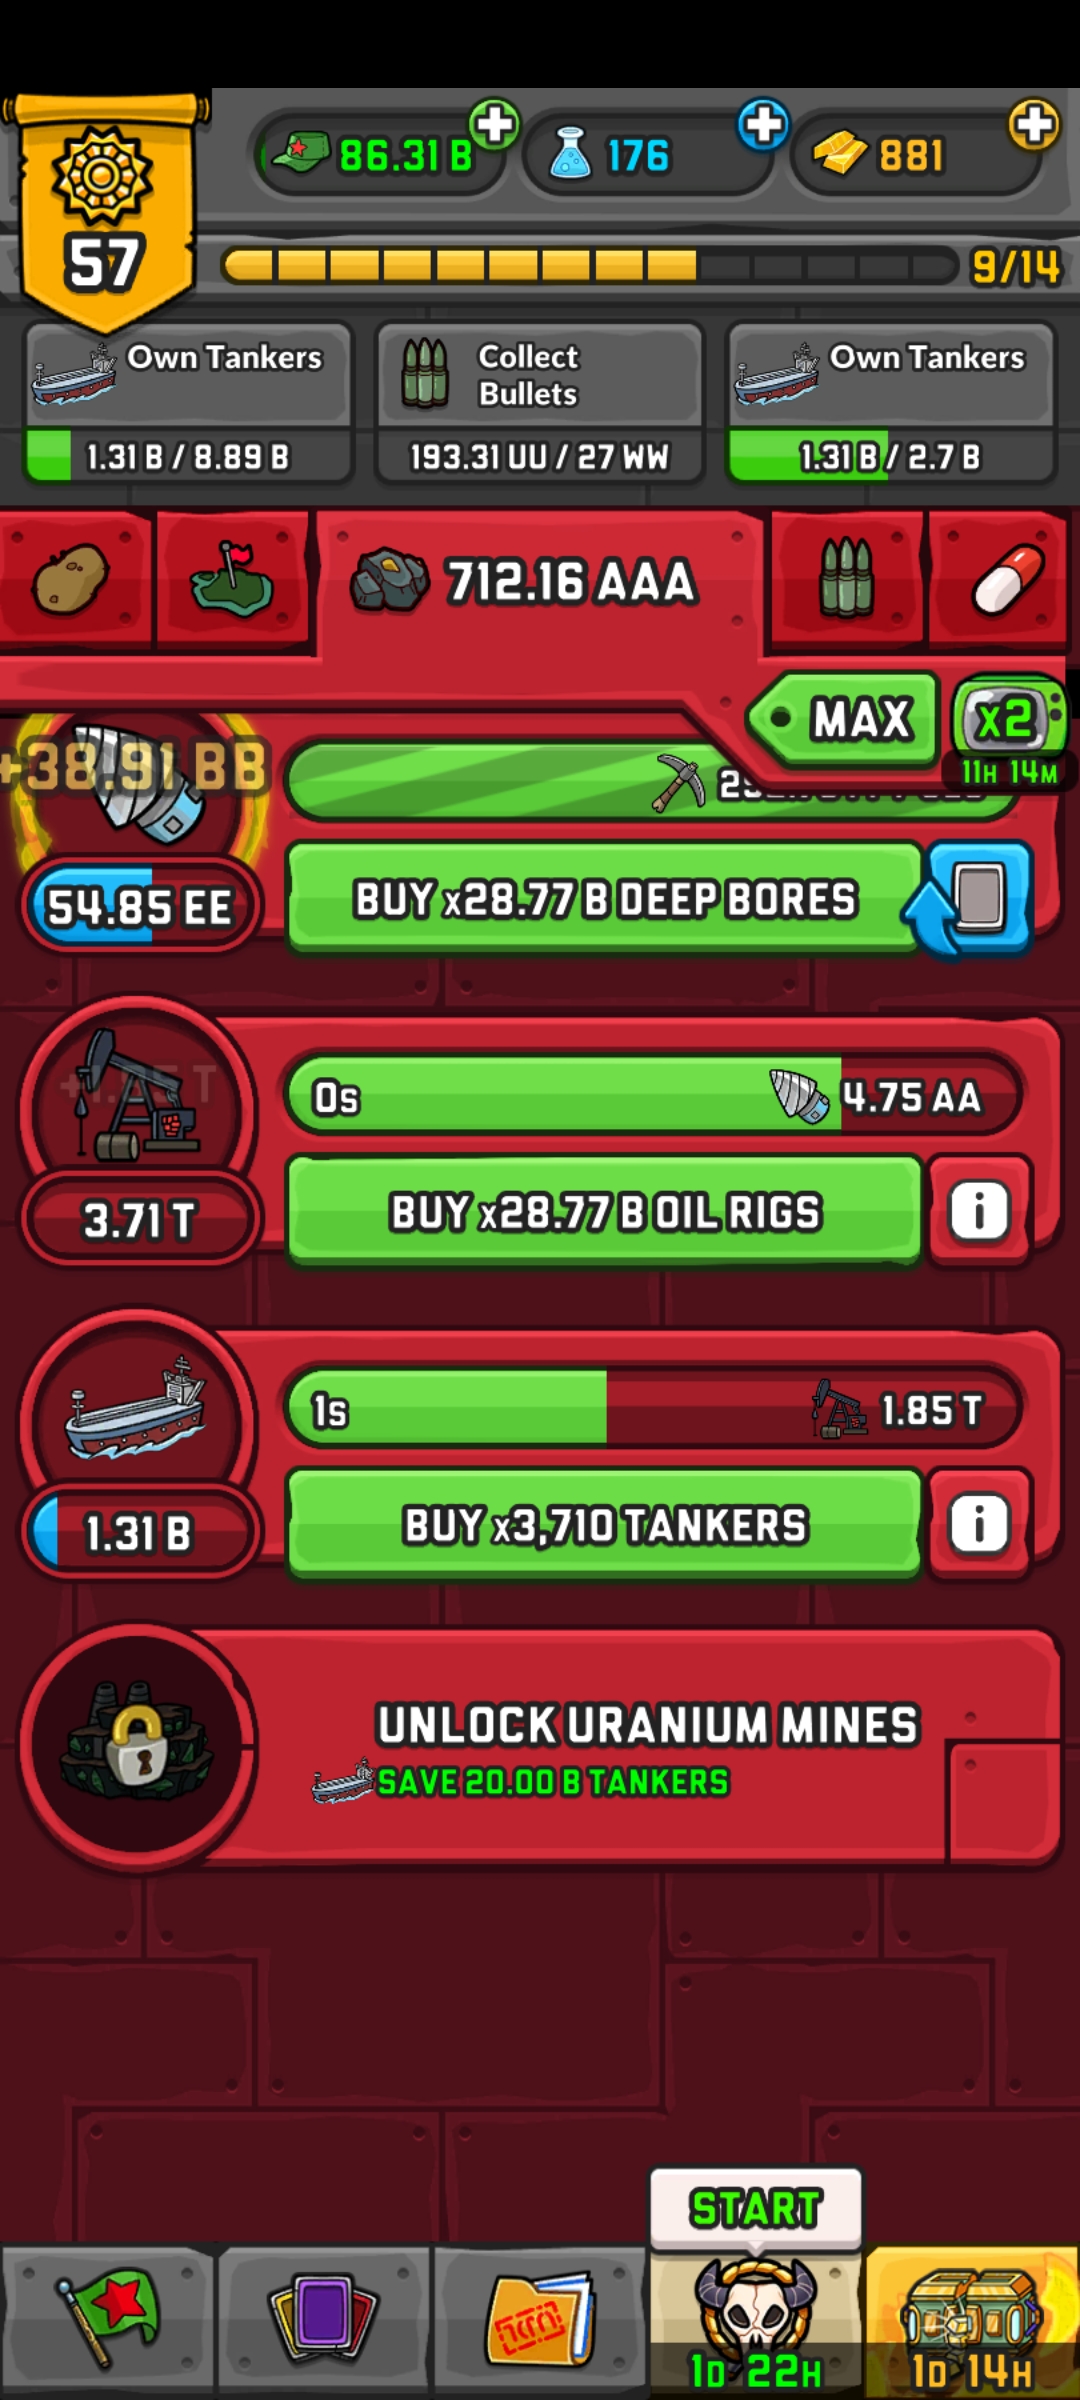 86.31 B
176
881
57
9/14
Own Tankers
Collect
Bullets
Own Tankers
1.31 B / 8.89 B
193.31 UU / 27 WW
1.31 B / 2.7 B
712.16 AAA
MAX
x2
11H 14M
+38.91 BB
54.85 EE
BUY x28.77 B DEEP BORES
0s
4.75 AA
+1.85 T
3.71 T
BUY x28.77 B OIL RIGS
i
1s
1.85 T
1.31 B
BUY x3,710 TANKERS
i
UNLOCK URANIUM MINES
SAVE 20.00 B TANKERS
START
1D 22H
1D 14H